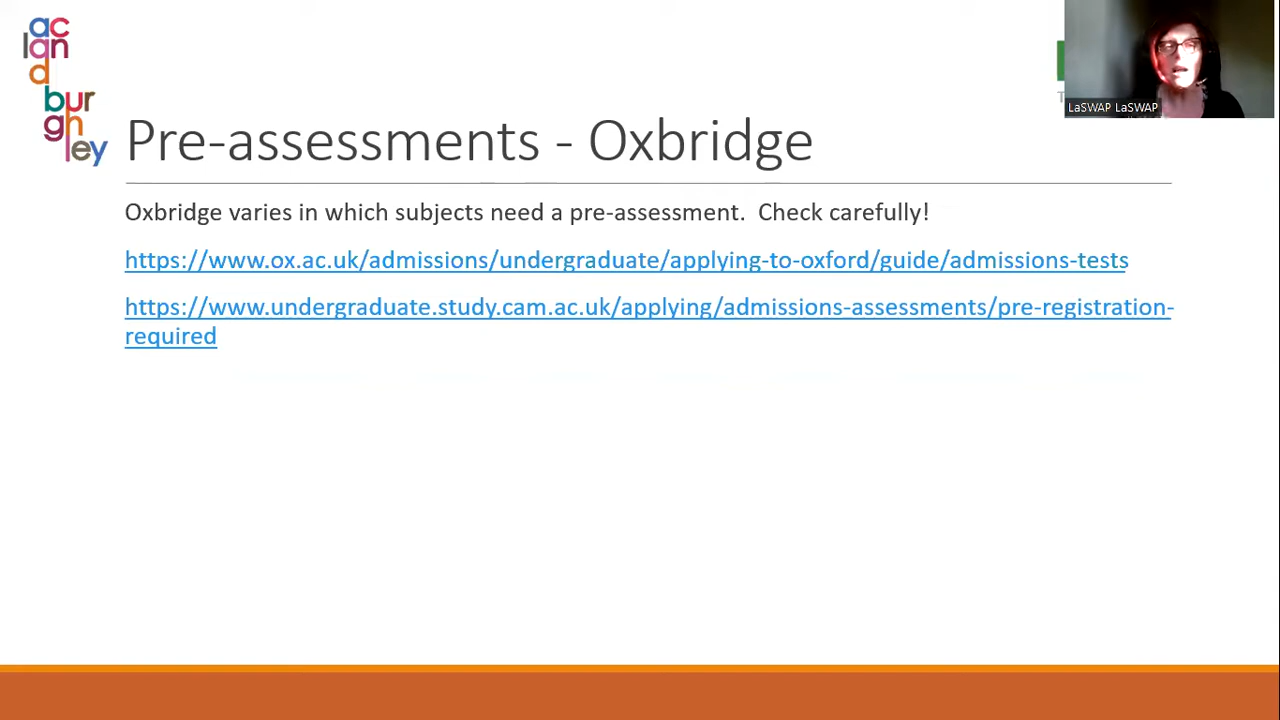 ac
lan
d
bur
gh
ley
T
LaSWAP LaSWAP
Pre-assessments - Oxbridge
Oxbridge varies in which subjects need a pre-assessment.  Check carefully!
https://www.ox.ac.uk/admissions/undergraduate/applying-to-oxford/guide/admissions-tests
https://www.undergraduate.study.cam.ac.uk/applying/admissions-assessments/pre-registration-
required